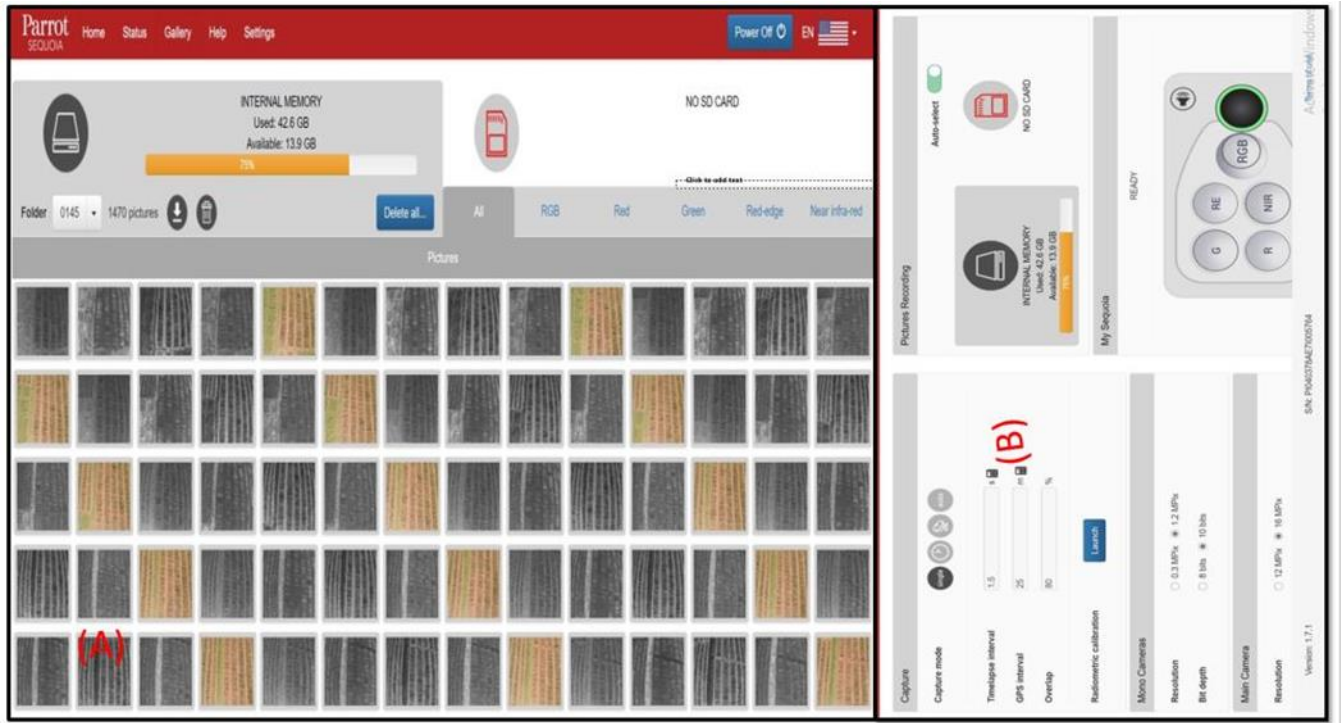 Parrot
SEQUOIA
Home Status Gallery Help Settings
Power Off
EN
INTERNAL MEMORY
Used: 42.6 GB
Available: 13.9 GB
75%
NO SD CARD
Click to add text
Folder 0145 1470 pictures
Delete all...
All RGB Red Green Red-edge Near infra-red
Pictures
(A)
Capture
Capture mode
single
Timelapse interval 1.5 s
GPS interval 25 m
Overlap 80 %
(B)
Radiometric calibration Launch
Mono Cameras
Resolution 0.3 MPix 1.2 MPix
Bit depth 8 bits 10 bits
Main Camera
Resolution 12 MPix 16 MPix
Pictures Recording
Auto-select
INTERNAL MEMORY
Used: 42.6 GB
Available: 13.9 GB
75%
NO SD CARD
My Sequoia
READY
G RE RGB
R NIR
Version: 1.7.1
S/N: PI040376AE7I005764